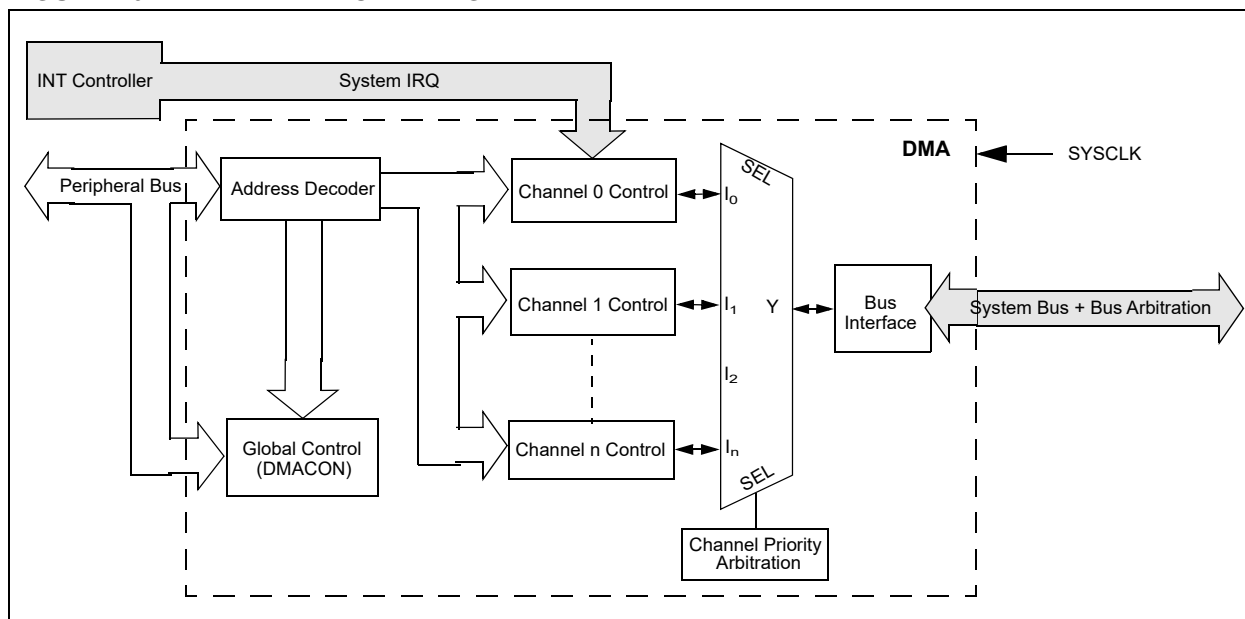 INT Controller
System IRQ
DMA
SYSCLK
Peripheral Bus
Address Decoder
Channel 0 Control
SEL
I₀
Channel 1 Control
I₁
Y
Bus
Interface
System Bus + Bus Arbitration
I₂
Global Control
(DMACON)
Channel n Control
Iₙ
SEL
Channel Priority
Arbitration